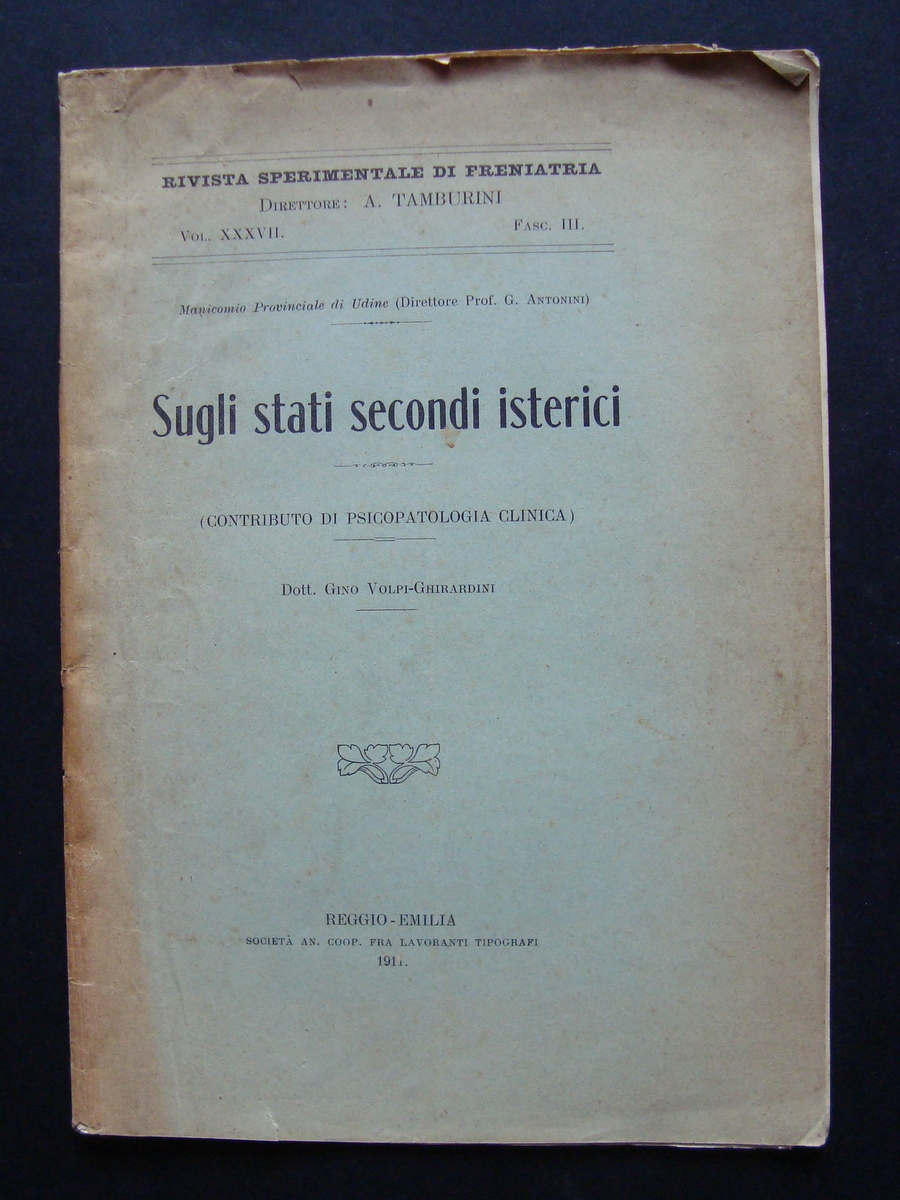 RIVISTA SPERIMENTALE DI FRENIATRIA
DIRETTORE: A. TAMBURINI
VOL. XXXVII. FASC. III.
Manicomio Provinciale di Udine (Direttore Prof. G. ANTONINI)
Sugli stati secondi isterici
(CONTRIBUTO DI PSICOPATOLOGIA CLINICA)
Dott. GINO VOLPI-GHIRARDINI
REGGIO-EMILIA
SOCIETÀ AN. COOP. FRA LAVORANTI TIPOGRAFI
1911.